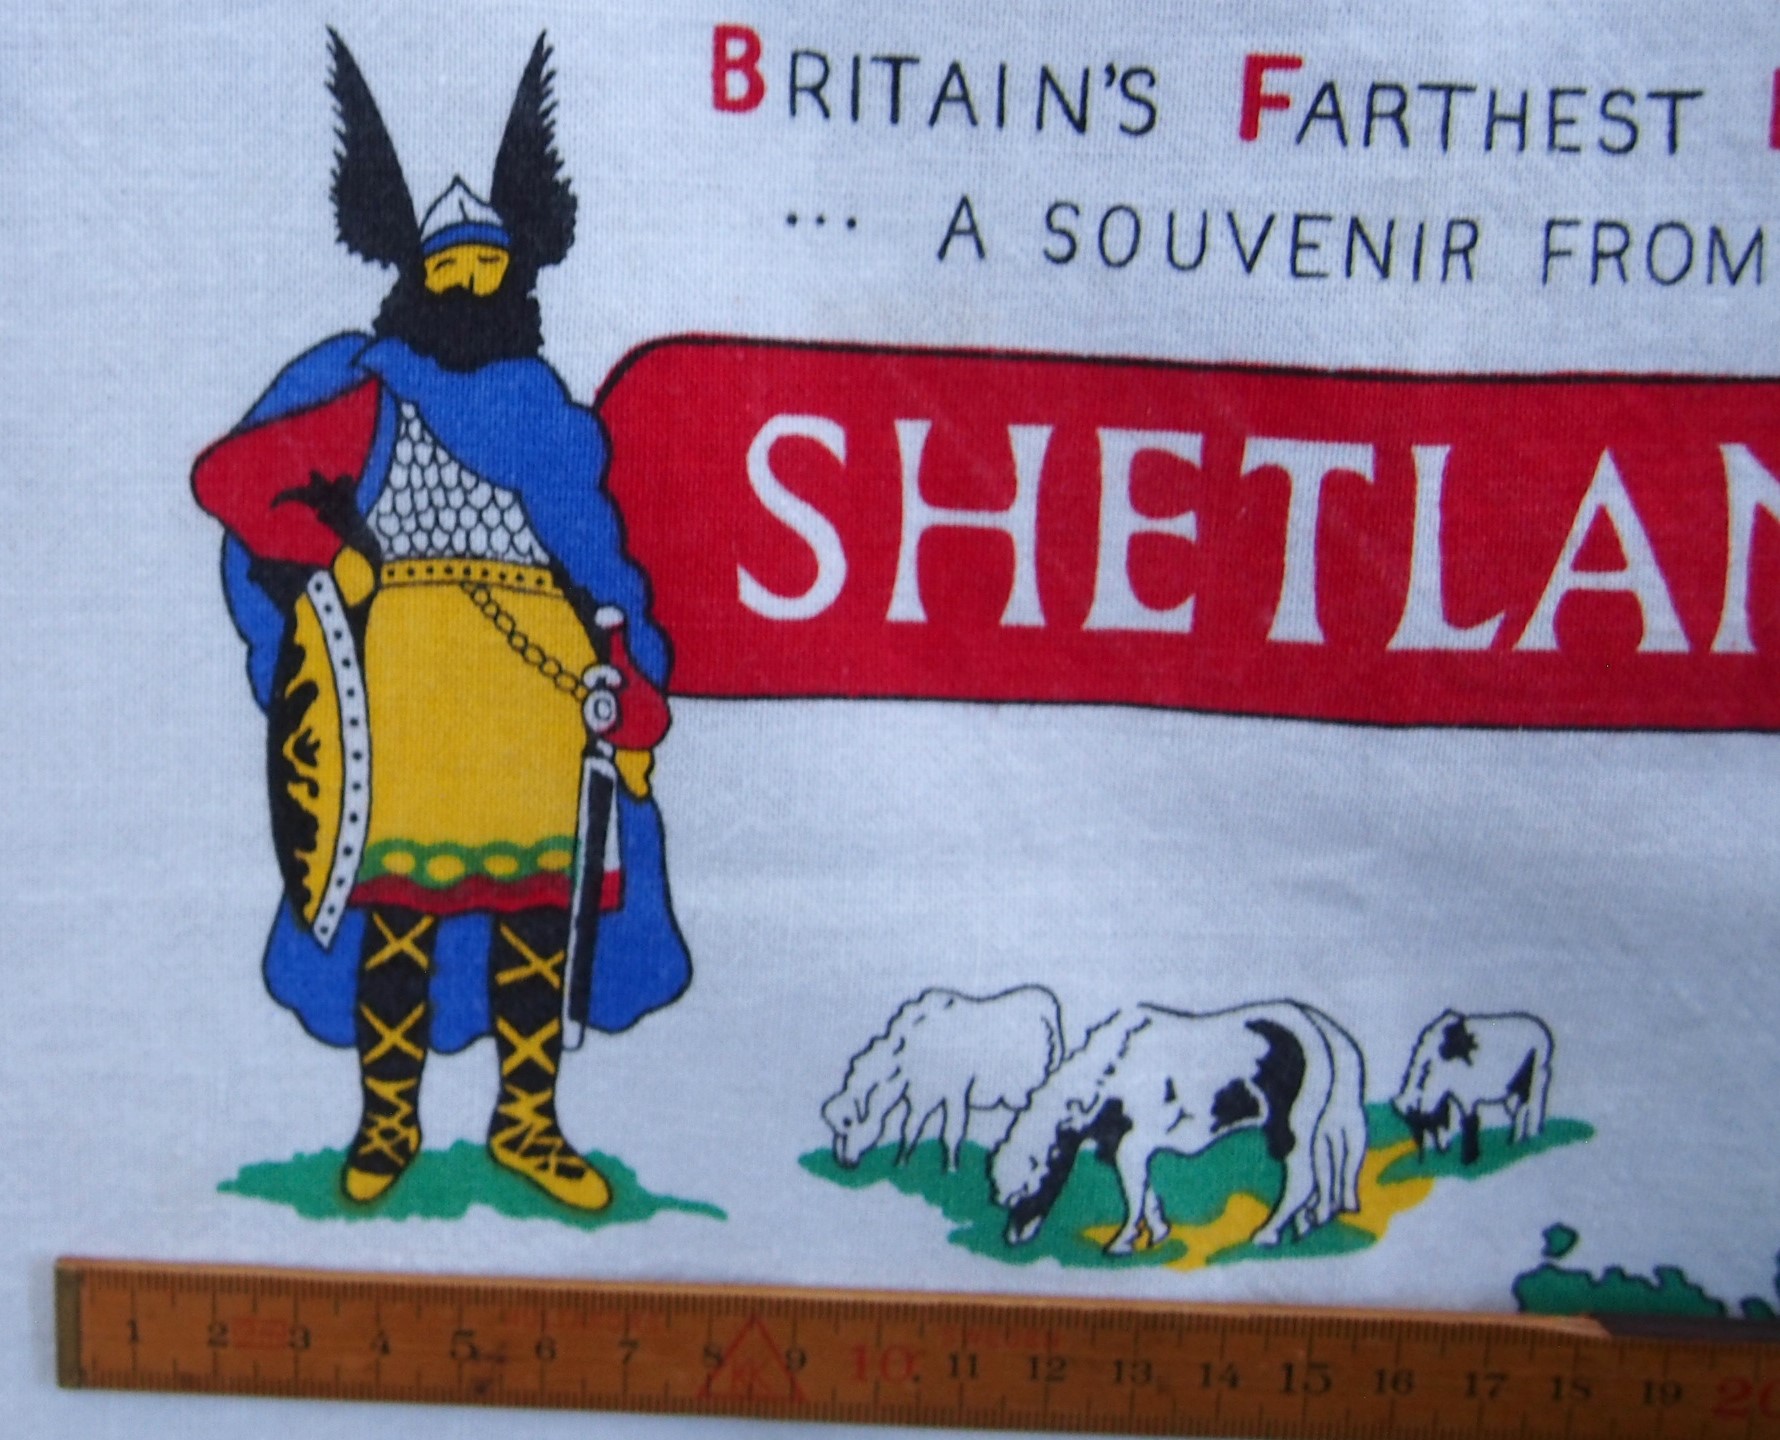 BRITAIN'S FARTHEST
... A SOUVENIR FROM
SHETLAN
1 2 3 4 5 6 7 8 9 10 11 12 13 14 15 16 17 18 19 20